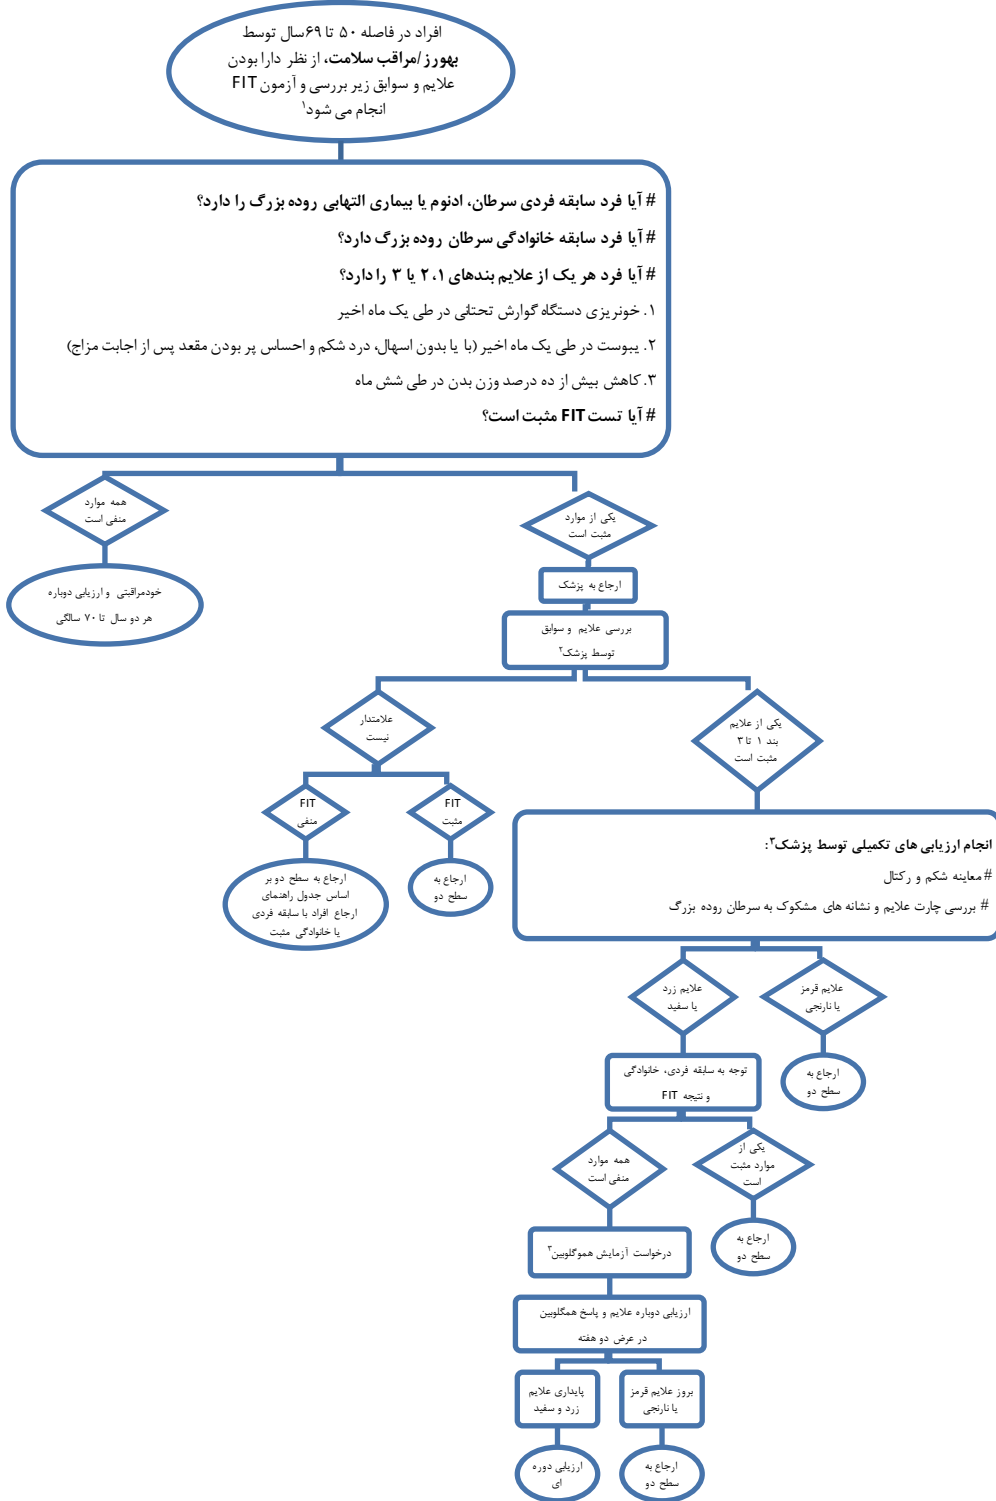 افراد در فاصله ۵۰ تا ۶۹سال توسط
بهورز/مراقب سلامت، از نظر دارا بودن
علایم و سوابق زیر بررسی و آزمون FIT
انجام می شود۱
# آیا فرد سابقه فردی سرطان، ادنوم یا بیماری التهابی روده بزرگ را دارد؟
# آیا فرد سابقه خانوادگی سرطان روده بزرگ دارد؟
# آیا فرد هر یک از علایم بندهای ۱، ۲ یا ۳ را دارد؟
۱. خونریزی دستگاه گوارش تحتانی در طی یک ماه اخیر
۲. یبوست در طی یک ماه اخیر (با یا بدون اسهال، درد شکم و احساس پر بودن مقعد پس از اجابت مزاج)
۳. کاهش بیش از ده درصد وزن بدن در طی شش ماه
# آیا تست FIT مثبت است؟
یکی از موارد
مثبت است
همه موارد
منفی است
ارجاع به پزشک
خودمراقبتی و ارزیابی دوباره
هر دو سال تا ۷۰ سالگی
بررسی علایم و سوابق
توسط پزشک۲
یکی از علایم
بند ۱ تا ۳
مثبت است
علامتدار
نیست
FIT
مثبت
FIT
منفی
ارجاع به
سطح دو
ارجاع به سطح دو بر
اساس جدول راهنمای
ارجاع افراد با سابقه فردی
یا خانوادگی مثبت
انجام ارزیابی های تکمیلی توسط پزشک۳:
# معاینه شکم و رکتال
# بررسی چارت علایم و نشانه های مشکوک به سرطان روده بزرگ
علایم قرمز
یا نارنجی
علایم زرد
یا سفید
ارجاع به
سطح دو
توجه به سابقه فردی، خانوادگی
و نتیجه FIT
یکی از
موارد مثبت
است
همه موارد
منفی است
ارجاع به
سطح دو
درخواست آزمایش هموگلوبین۳
ارزیابی دوباره علایم و پاسخ همگلوبین
در عرض دو هفته
بروز علایم قرمز
یا نارنجی
پایداری علایم
زرد و سفید
ارجاع به
سطح دو
ارزیابی دوره
ای